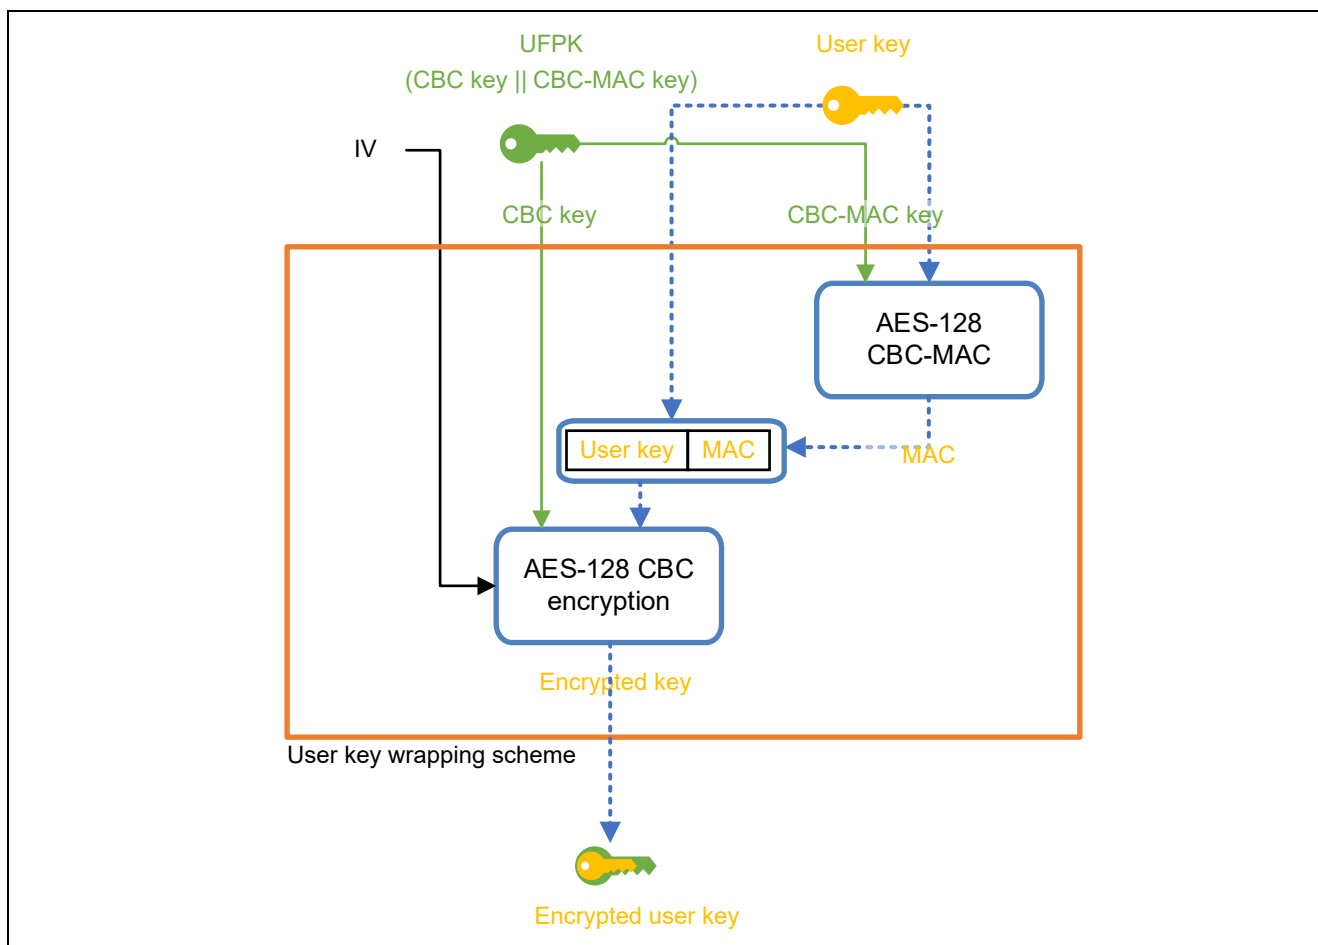 UFPK
(CBC key || CBC-MAC key)
User key
IV
CBC key
CBC-MAC key
AES-128
CBC-MAC
User key
MAC
MAC
AES-128 CBC
encryption
Encrypted key
User key wrapping scheme
Encrypted user key